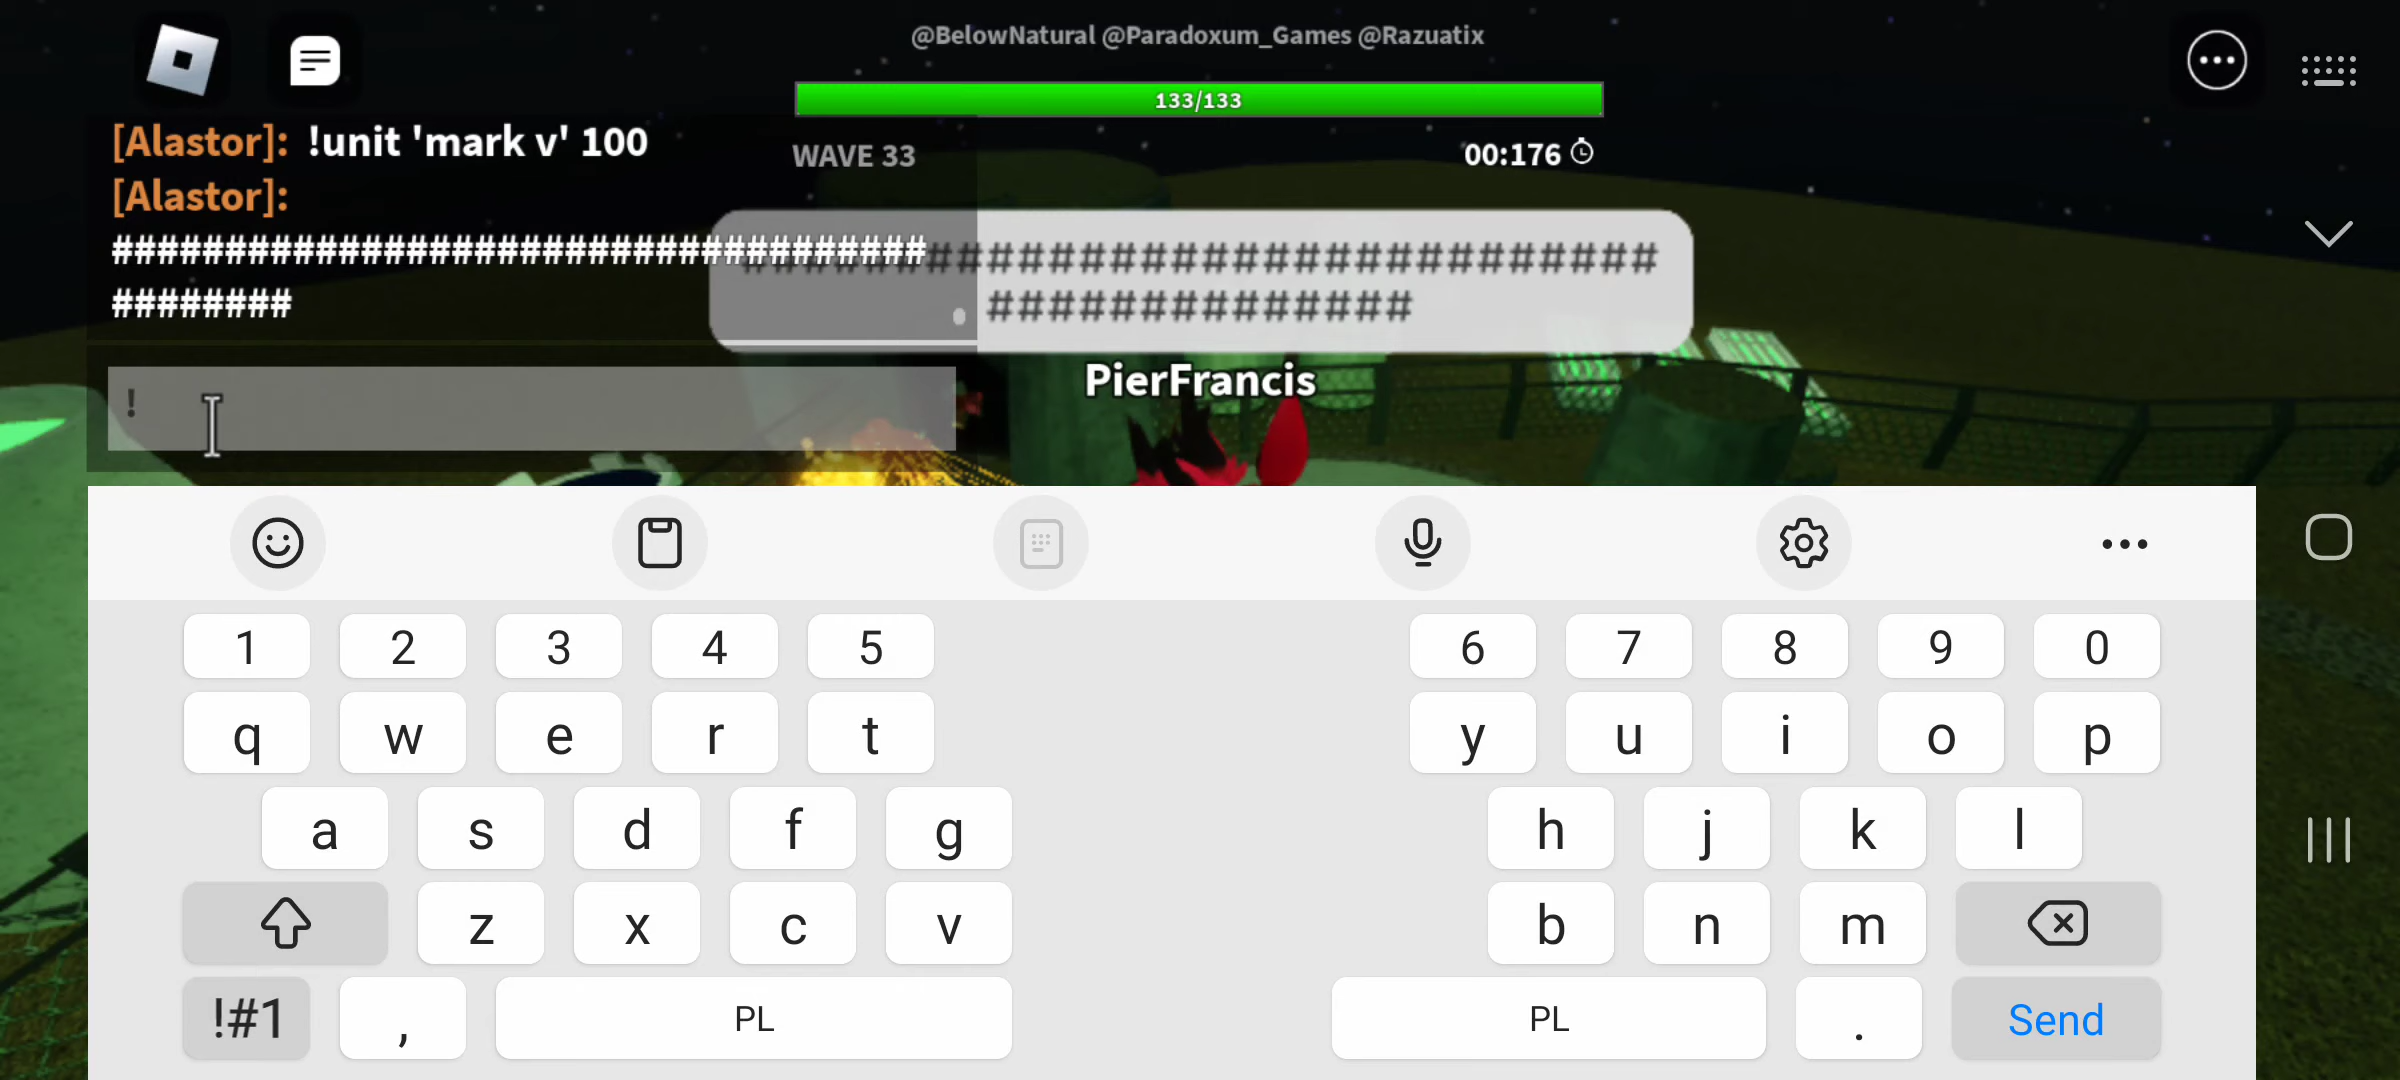 @BelowNatural @Paradoxum_Games @Razuatix
133/133
WAVE 33
00:176
[Alastor]: !unit 'mark v' 100
[Alastor]:
####################################
########
##############################
##############
PierFrancis
!
1 2 3 4 5 6 7 8 9 0
q w e r t y u i o p
a s d f g h j k l
z x c v b n m
!#1 , PL PL . Send